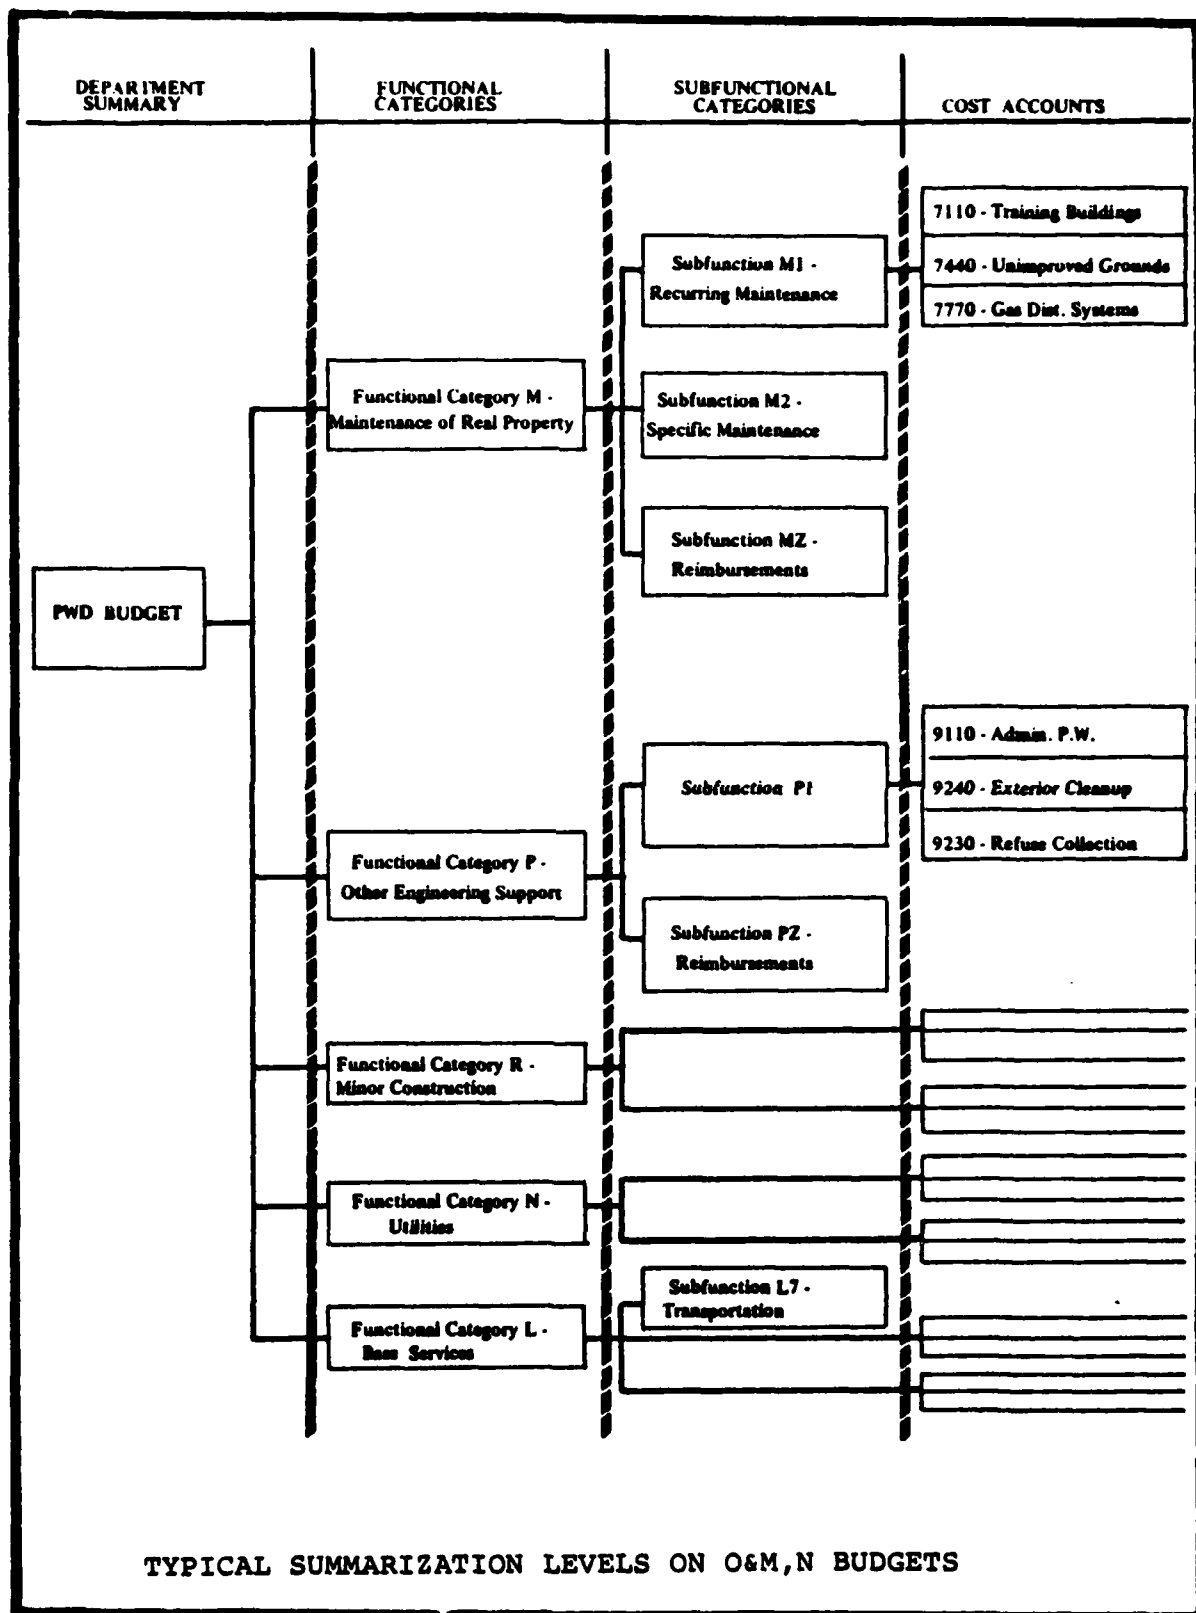 DEPARTMENT
SUMMARY
FUNCTIONAL
CATEGORIES
SUBFUNCTIONAL
CATEGORIES
COST ACCOUNTS
7110 - Training Buildings
7440 - Unimproved Grounds
7770 - Gas Dist. Systems
Subfunction M1 -
Recurring Maintenance
Functional Category M -
Maintenance of Real Property
Subfunction M2 -
Specific Maintenance
Subfunction MZ -
Reimbursements
PWD BUDGET
9110 - Admin. P.W.
9240 - Exterior Cleanup
9230 - Refuse Collection
Subfunction P1
Functional Category P -
Other Engineering Support
Subfunction PZ -
Reimbursements
Functional Category R -
Minor Construction
Functional Category N -
Utilities
Subfunction L7 -
Transportation
Functional Category L -
Base Services
TYPICAL SUMMARIZATION LEVELS ON O&M,N BUDGETS